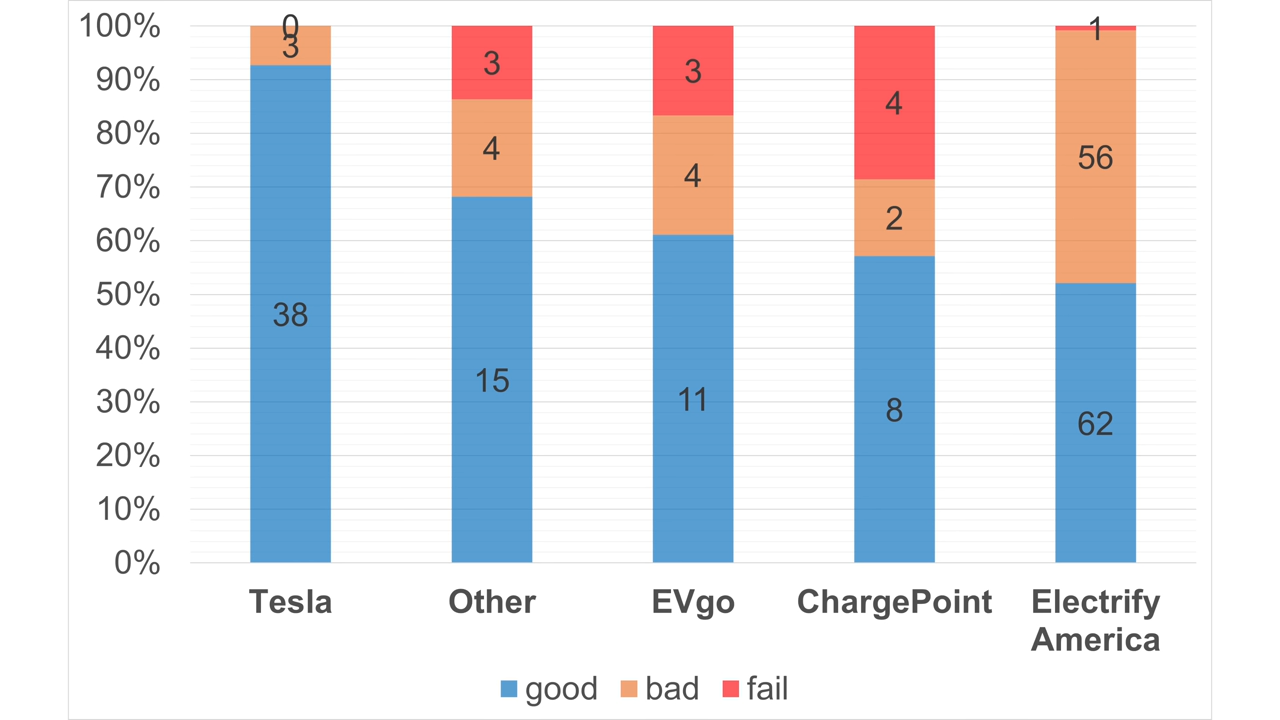 100%
90%
80%
70%
60%
50%
40%
30%
20%
10%
0%
0
3
38
3
4
15
3
4
11
4
2
8
1
56
62
Tesla
Other
EVgo
ChargePoint
Electrify
America
good
bad
fail